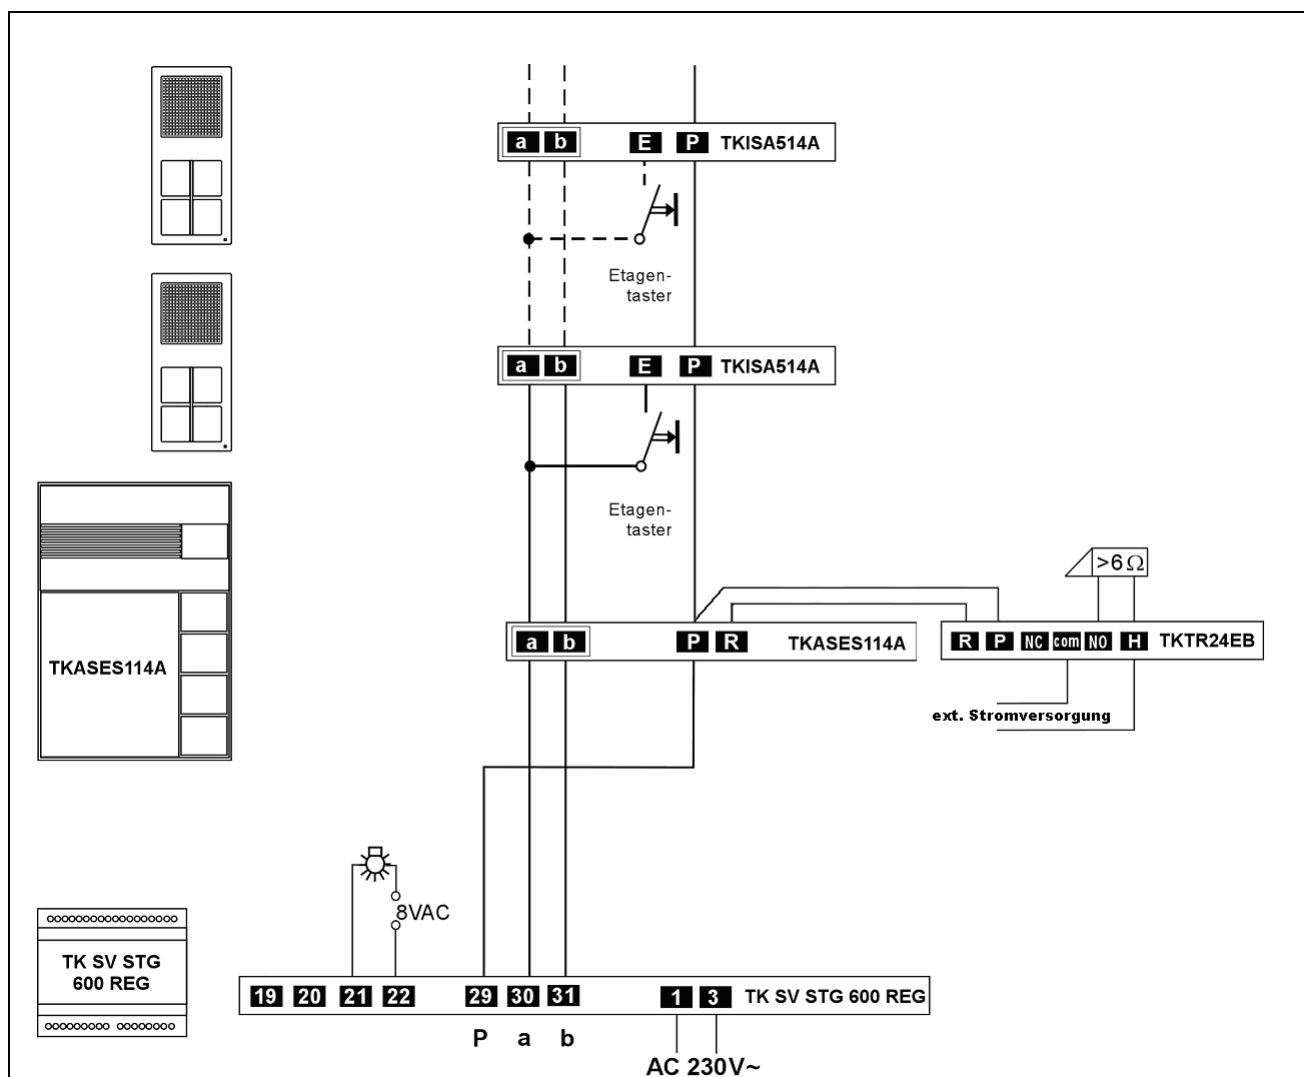 a b E P TKISA514A
Etagen-
taster
a b E P TKISA514A
Etagen-
taster
>6 Ω
a b P R TKASES114A
R P NC com NO H TKTR24EB
TKASES114A
ext. Stromversorgung
8VAC
TK SV STG
600 REG
19 20 21 22 29 30 31 1 3 TK SV STG 600 REG
P a b
AC 230V~